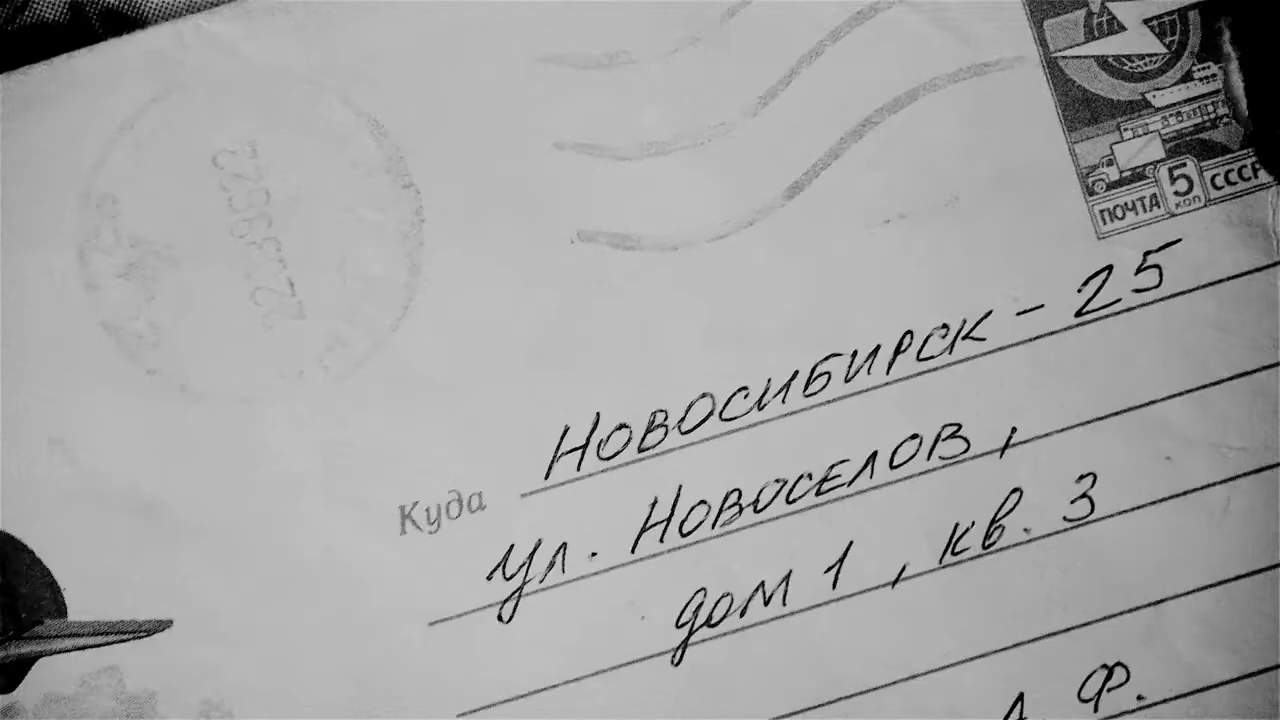 ПОЧТА 5 КОП СССР
НОВОСИБИРСК - 25
Куда
ул. НОВОСЕЛОВ,
дом 1, кв. 3
Ф.